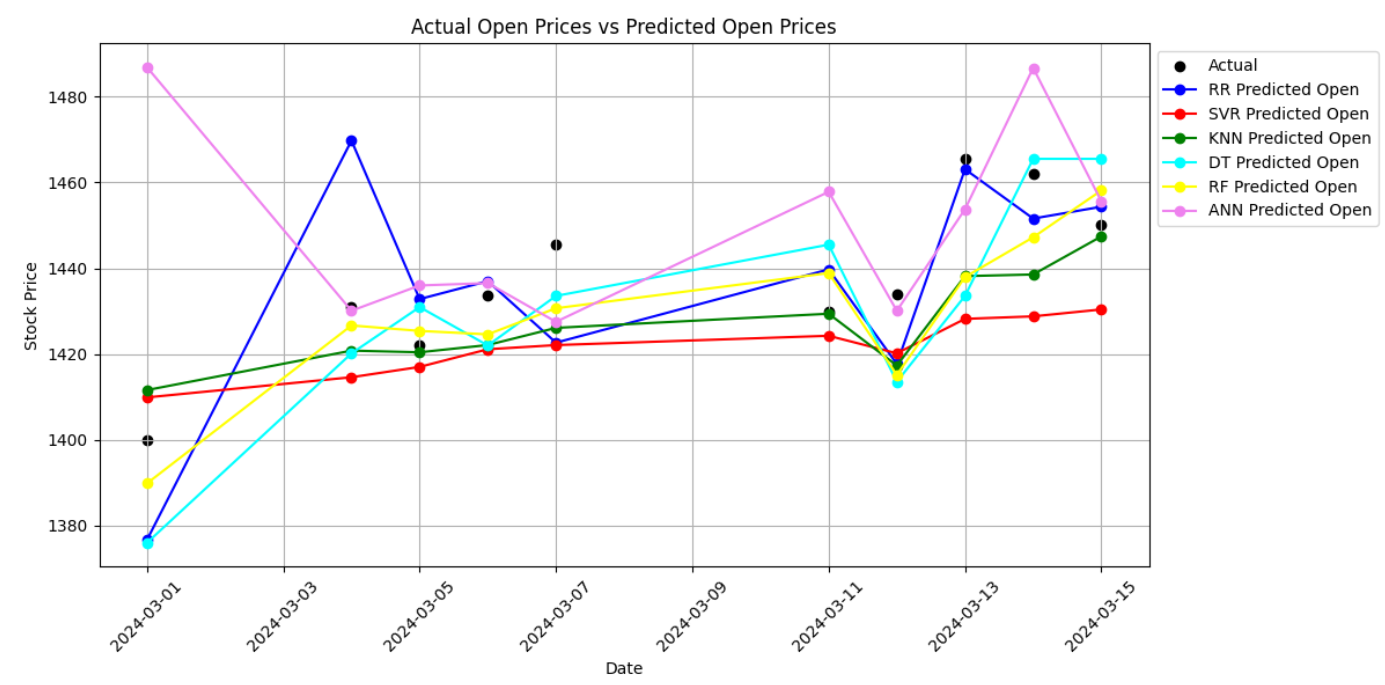 Actual Open Prices vs Predicted Open Prices
Stock Price
1480
1460
1440
1420
1400
1380
2024-03-01
2024-03-03
2024-03-05
2024-03-07
2024-03-09
2024-03-11
2024-03-13
2024-03-15
Date
Actual
RR Predicted Open
SVR Predicted Open
KNN Predicted Open
DT Predicted Open
RF Predicted Open
ANN Predicted Open